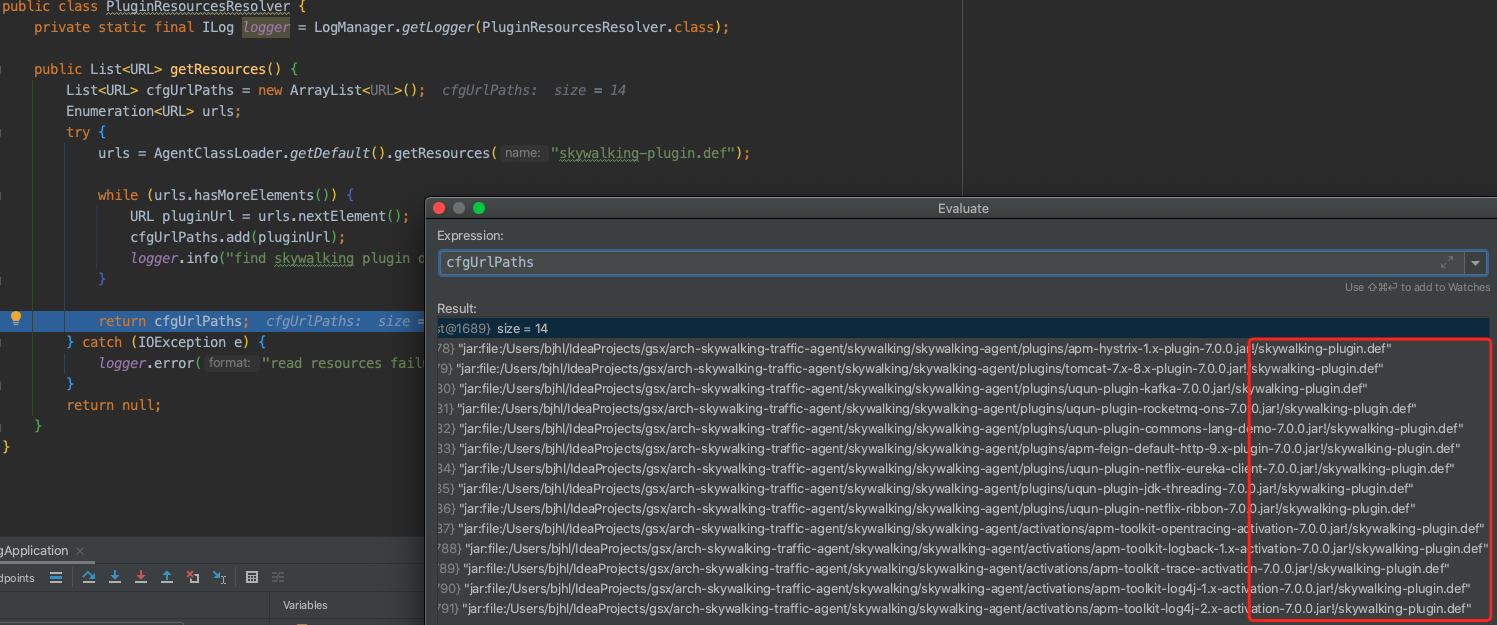 public class PluginResourcesResolver {
private static final ILog logger = LogManager.getLogger(PluginResourcesResolver.class);
public List<URL> getResources() {
List<URL> cfgUrlPaths = new ArrayList<URL>(); cfgUrlPaths: size = 14
Enumeration<URL> urls;
try {
urls = AgentClassLoader.getDefault().getResources( name: "skywalking-plugin.def");
while (urls.hasMoreElements()) {
URL pluginUrl = urls.nextElement();
cfgUrlPaths.add(pluginUrl);
logger.info("find skywalking plugin
}
return cfgUrlPaths; cfgUrlPaths: size =
} catch (IOException e) {
logger.error( format: "read resources
}
return null;
}
}
Evaluate
Expression:
cfgUrlPaths
Use ⇧⌘⏎ to add to Watches
Result:
st@1689} size = 14
78} "jar:file:/Users/bjhl/IdeaProjects/gsx/arch-skywalking-traffic-agent/skywalking/skywalking-agent/plugins/apm-hystrix-1.x-plugin-7.0.0.jar!/skywalking-plugin.def"
79} "jar:file:/Users/bjhl/IdeaProjects/gsx/arch-skywalking-traffic-agent/skywalking/skywalking-agent/plugins/tomcat-7.x-8.x-plugin-7.0.0.jar!/skywalking-plugin.def"
80} "jar:file:/Users/bjhl/IdeaProjects/gsx/arch-skywalking-traffic-agent/skywalking/skywalking-agent/plugins/uqun-plugin-kafka-7.0.0.jar!/skywalking-plugin.def"
81} "jar:file:/Users/bjhl/IdeaProjects/gsx/arch-skywalking-traffic-agent/skywalking/skywalking-agent/plugins/uqun-plugin-rocketmq-ons-7.0.0.jar!/skywalking-plugin.def"
82} "jar:file:/Users/bjhl/IdeaProjects/gsx/arch-skywalking-traffic-agent/skywalking/skywalking-agent/plugins/uqun-plugin-commons-lang-demo-7.0.0.jar!/skywalking-plugin.def"
83} "jar:file:/Users/bjhl/IdeaProjects/gsx/arch-skywalking-traffic-agent/skywalking/skywalking-agent/plugins/apm-feign-default-http-9.x-plugin-7.0.0.jar!/skywalking-plugin.def"
84} "jar:file:/Users/bjhl/IdeaProjects/gsx/arch-skywalking-traffic-agent/skywalking/skywalking-agent/plugins/uqun-plugin-netflix-eureka-client-7.0.0.jar!/skywalking-plugin.def"
85} "jar:file:/Users/bjhl/IdeaProjects/gsx/arch-skywalking-traffic-agent/skywalking/skywalking-agent/plugins/uqun-plugin-jdk-threading-7.0.0.jar!/skywalking-plugin.def"
86} "jar:file:/Users/bjhl/IdeaProjects/gsx/arch-skywalking-traffic-agent/skywalking/skywalking-agent/plugins/uqun-plugin-netflix-ribbon-7.0.0.jar!/skywalking-plugin.def"
87} "jar:file:/Users/bjhl/IdeaProjects/gsx/arch-skywalking-traffic-agent/skywalking/skywalking-agent/activations/apm-toolkit-opentracing-activation-7.0.0.jar!/skywalking-plugin.def"
788} "jar:file:/Users/bjhl/IdeaProjects/gsx/arch-skywalking-traffic-agent/skywalking/skywalking-agent/activations/apm-toolkit-logback-1.x-activation-7.0.0.jar!/skywalking-plugin.def"
789} "jar:file:/Users/bjhl/IdeaProjects/gsx/arch-skywalking-traffic-agent/skywalking/skywalking-agent/activations/apm-toolkit-trace-activation-7.0.0.jar!/skywalking-plugin.def"
790} "jar:file:/Users/bjhl/IdeaProjects/gsx/arch-skywalking-traffic-agent/skywalking/skywalking-agent/activations/apm-toolkit-log4j-1.x-activation-7.0.0.jar!/skywalking-plugin.def"
791} "jar:file:/Users/bjhl/IdeaProjects/gsx/arch-skywalking-traffic-agent/skywalking/skywalking-agent/activations/apm-toolkit-log4j-2.x-activation-7.0.0.jar!/skywalking-plugin.def"
gApplication
dpoints
Variables